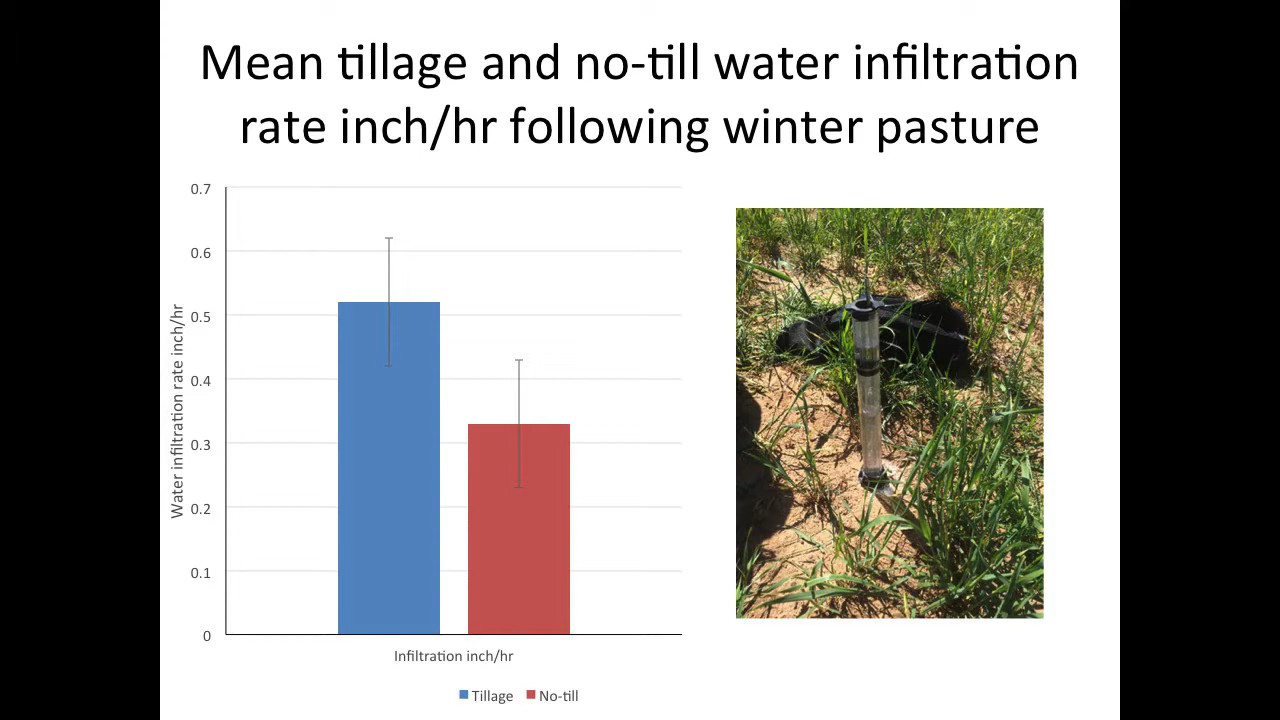 Mean tillage and no-till water infiltration
rate inch/hr following winter pasture
0.7
0.6
0.5
0.4
0.3
0.2
0.1
0
Water infiltration rate inch/hr
Infiltration inch/hr
Tillage
No-till